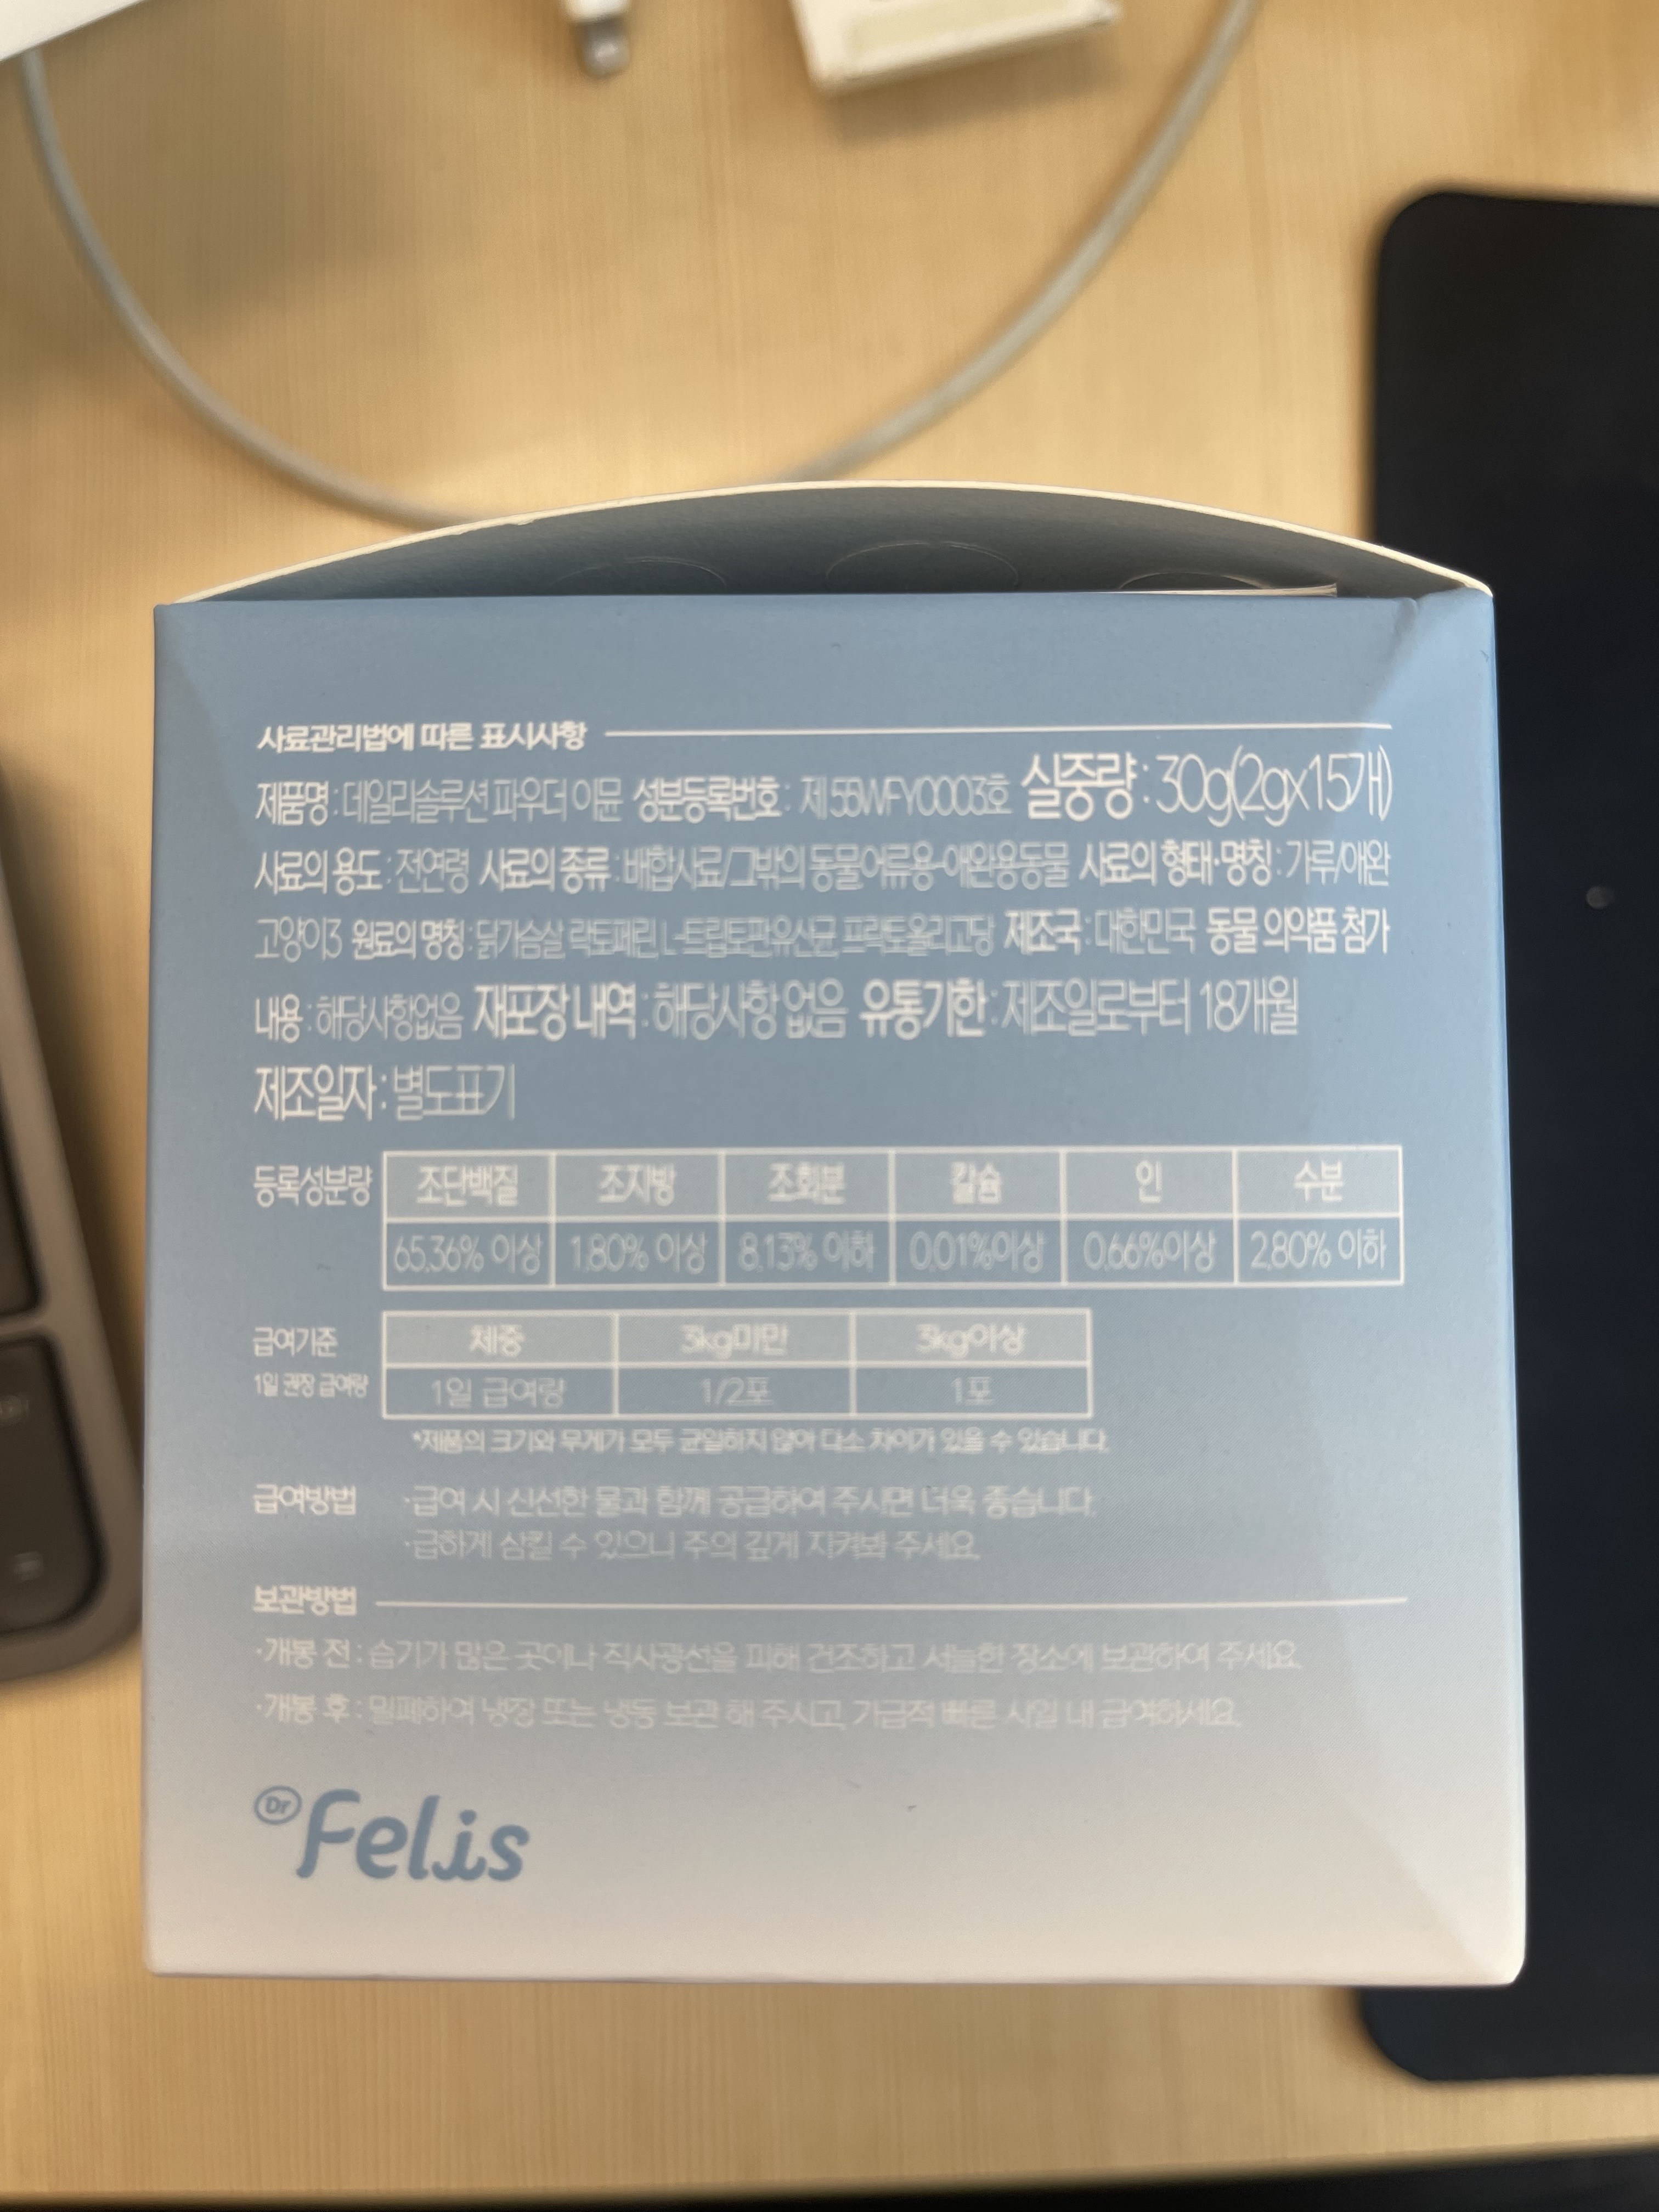 사료관리법에 따른 표시사항
제품명 : 데일리솔루션 파우더 이뮨 성분등록번호 : 제 55WFY0003호 실중량 : 30g(2gx15개)
사료의 용도 : 전연령 사료의 종류 : 배합사료/그밖의 동물어류용-애완용동물 사료의 형태·명칭 : 가루/애완
고양이3 원료의 명칭 : 닭가슴살 락토페린 L-트립토판 유산균 프락토올리고당 제조국 : 대한민국 동물 의약품 첨가
내용 : 해당사항없음 재포장 내역 : 해당사항 없음 유통기한 : 제조일로부터 18개월
제조일자 : 별도표기
등록성분량 조단백질 조지방 조회분 칼슘 인 수분
65.36% 이상 1.80% 이상 8.13% 이하 0.01%이상 0.66%이상 2.80% 이하
급여기준 체중 3kg미만 3kg이상
1일 권장 급여량 1일 급여량 1/2포 1포
*제품의 크기와 무게가 모두 균일하지 않아 다소 차이가 있을 수 있습니다.
급여방법 ·급여 시 신선한 물과 함께 공급하여 주시면 더욱 좋습니다.
·급하게 삼킬 수 있으니 주의 깊게 지켜봐 주세요.
보관방법
·개봉 전 : 습기가 많은 곳이나 직사광선을 피해 건조하고 서늘한 장소에 보관하여 주세요.
·개봉 후 : 밀폐하여 냉장 또는 냉동 보관 해 주시고, 가급적 빠른 시일 내 급여하세요.
Dr Felis